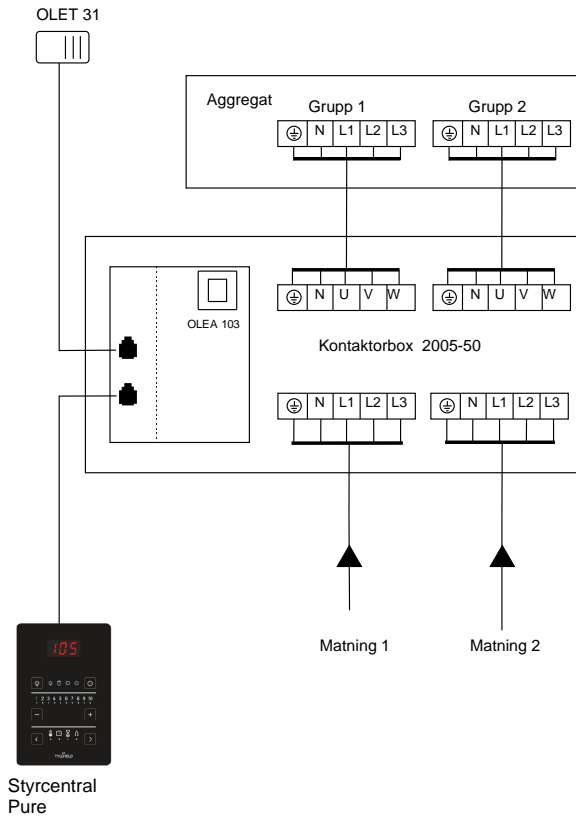 OLET 31
Aggregat
Grupp 1
Grupp 2
N L1 L2 L3
N L1 L2 L3
N U V W
N U V W
OLEA 103
Kontaktorbox 2005-50
N L1 L2 L3
N L1 L2 L3
Matning 1
Matning 2
105
1 2 3 4 5 6 7 8 9 10
TYLÖHELO
Styrcentral
Pure